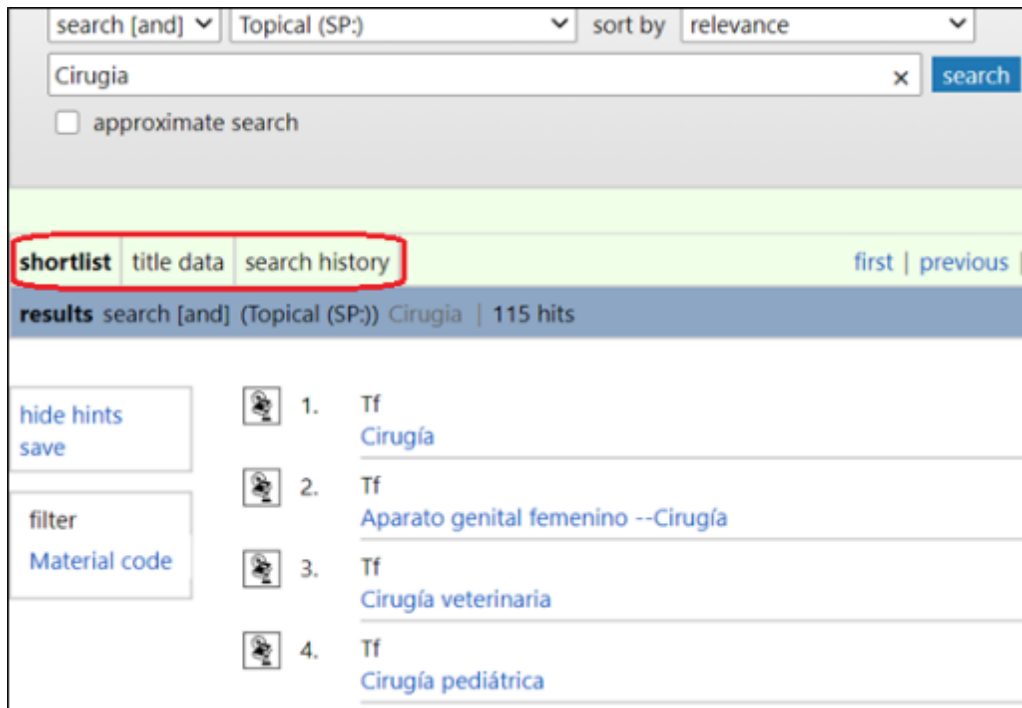 search [and] Topical (SP:) sort by relevance
Cirugia × search
approximate search
shortlist title data search history first | previous |
results search [and] (Topical (SP:)) Cirugia | 115 hits
hide hints
save
filter
Material code
1. Tf
Cirugía
2. Tf
Aparato genital femenino --Cirugía
3. Tf
Cirugía veterinaria
4. Tf
Cirugía pediátrica